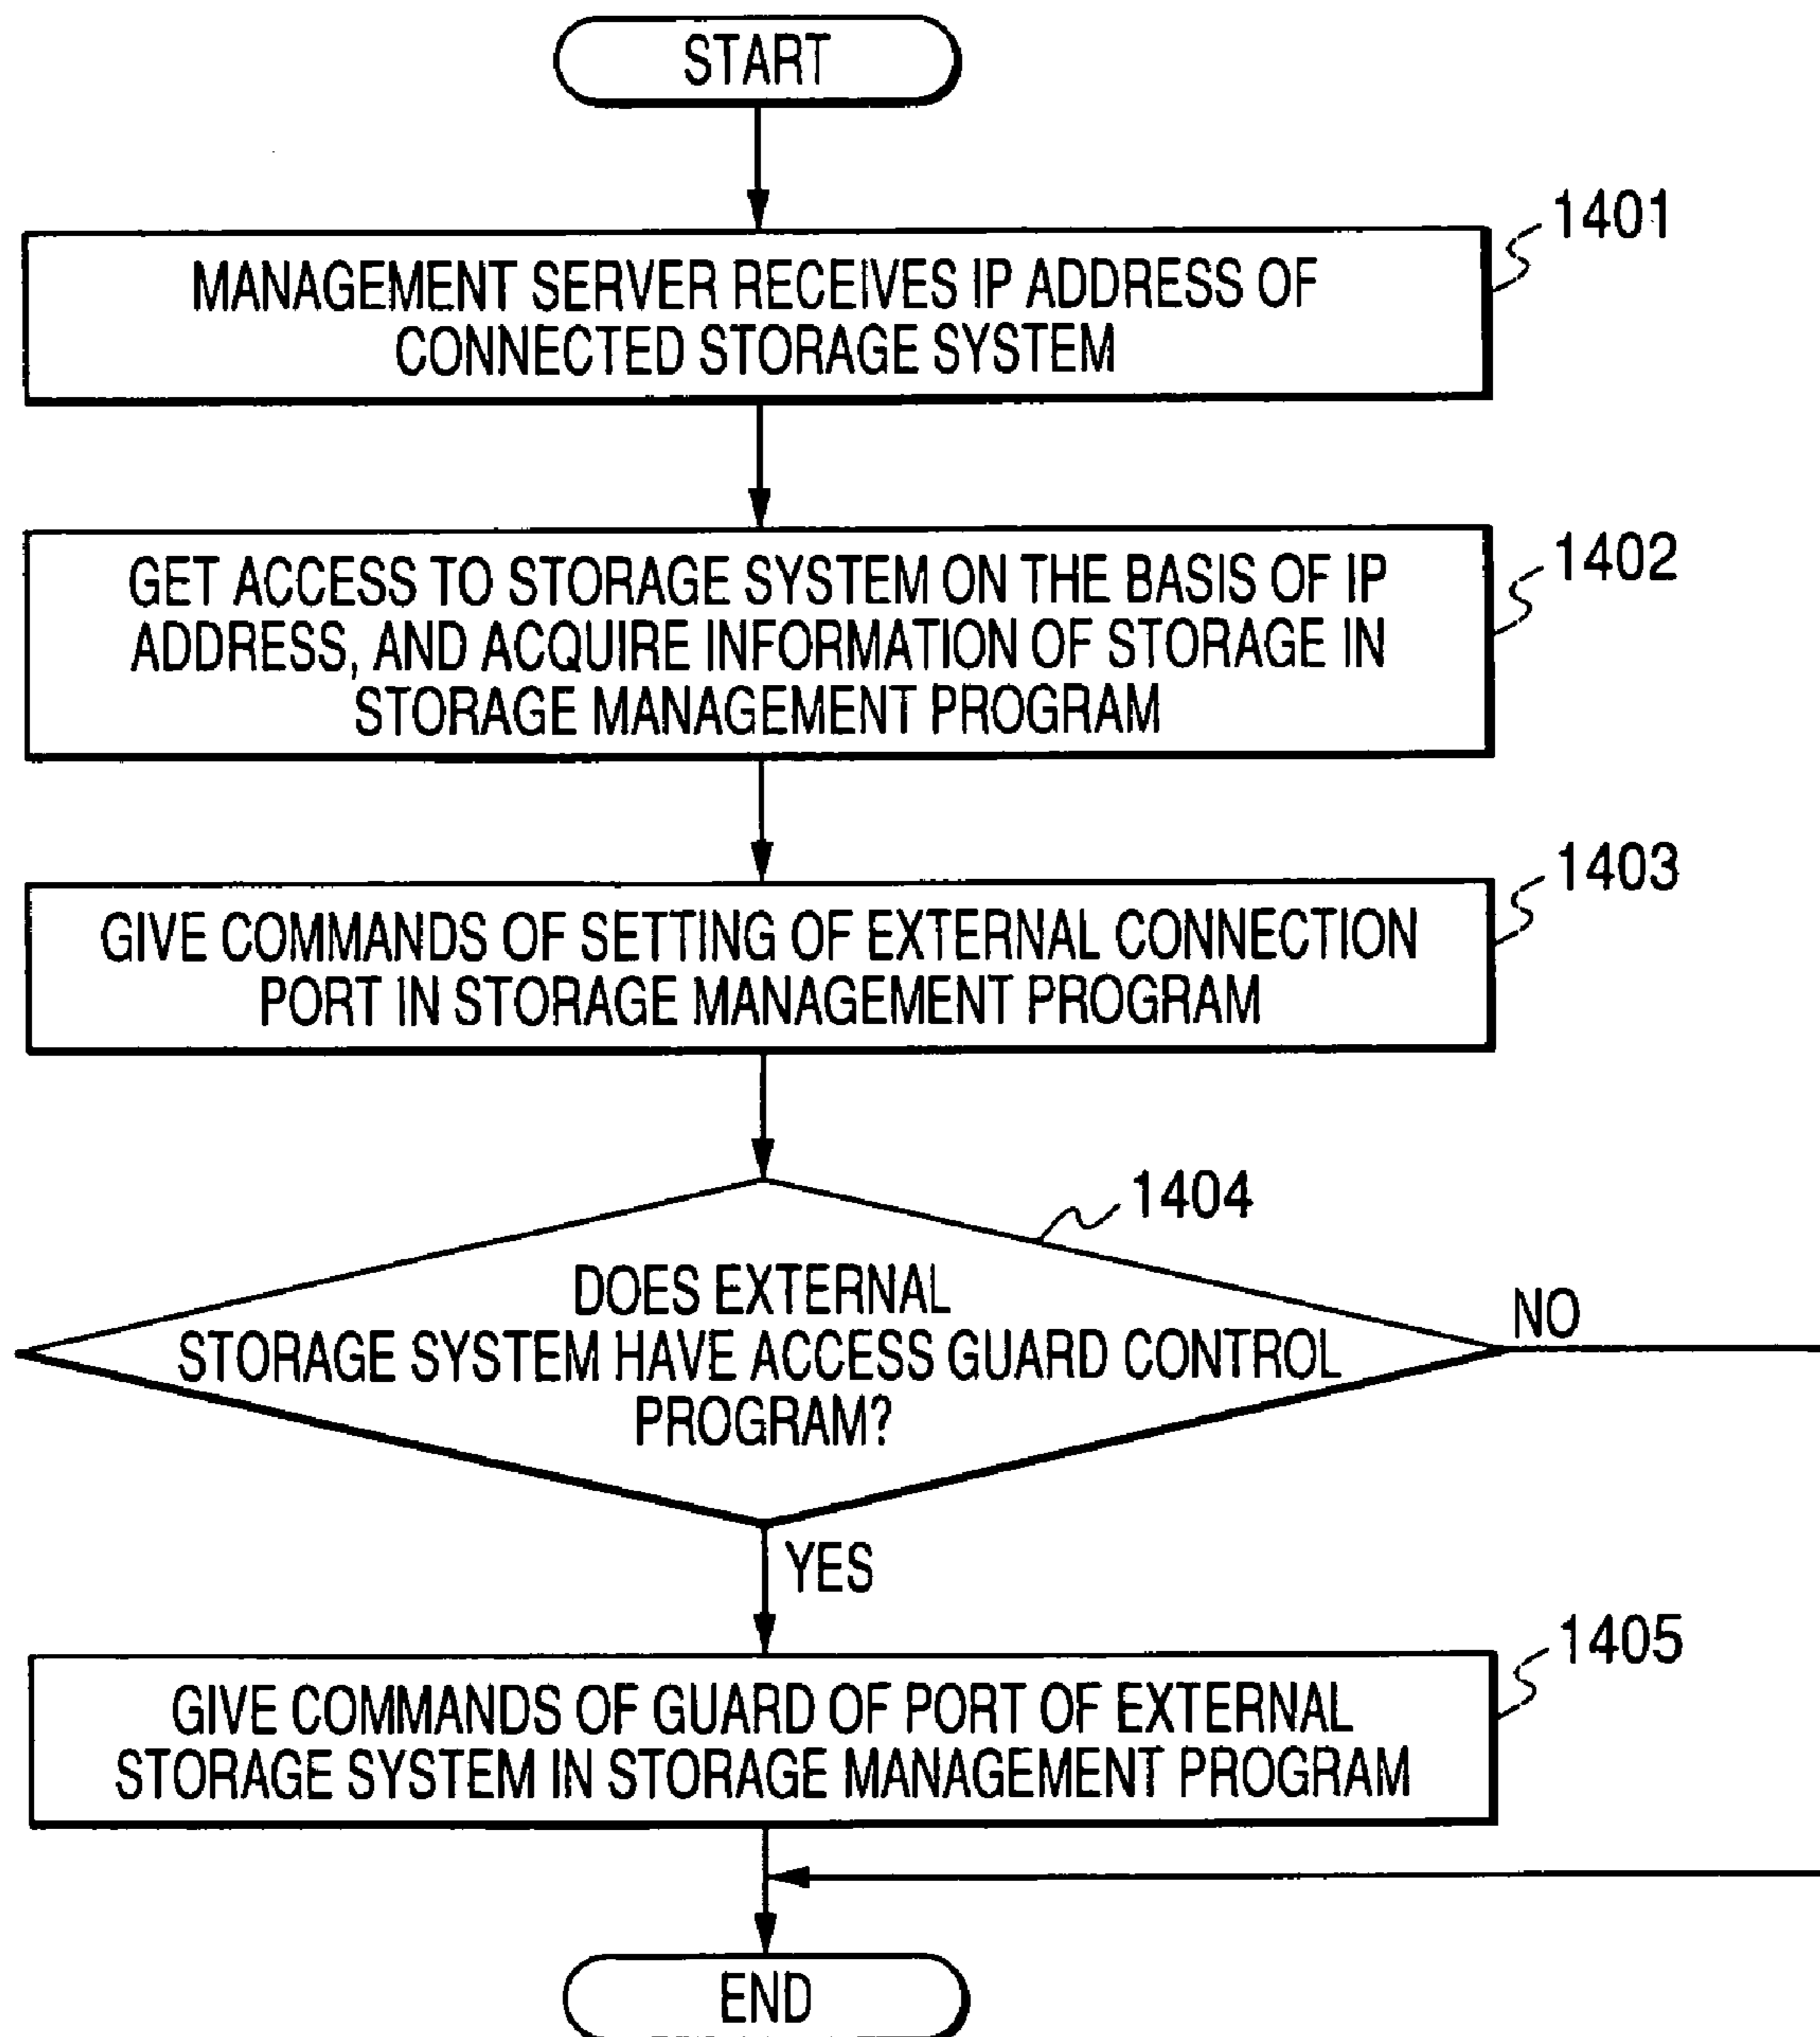 START
1401
MANAGEMENT SERVER RECEIVES IP ADDRESS OF
CONNECTED STORAGE SYSTEM
1402
GET ACCESS TO STORAGE SYSTEM ON THE BASIS OF IP
ADDRESS, AND ACQUIRE INFORMATION OF STORAGE IN
STORAGE MANAGEMENT PROGRAM
1403
GIVE COMMANDS OF SETTING OF EXTERNAL CONNECTION
PORT IN STORAGE MANAGEMENT PROGRAM
1404
DOES EXTERNAL
STORAGE SYSTEM HAVE ACCESS GUARD CONTROL
PROGRAM?
NO
YES
1405
GIVE COMMANDS OF GUARD OF PORT OF EXTERNAL
STORAGE SYSTEM IN STORAGE MANAGEMENT PROGRAM
END